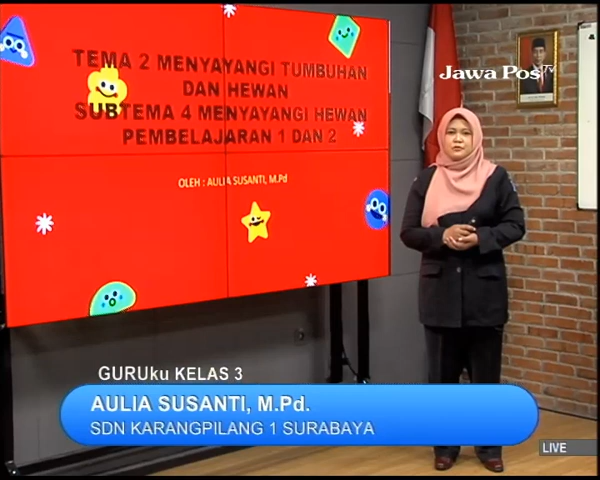 TEMA 2 MENYAYANGI TUMBUHAN
DAN HEWAN
SUBTEMA 4 MENYAYANGI HEWAN
PEMBELAJARAN 1 DAN 2
OLEH : AULIA SUSANTI, M.Pd
Jawa Pos TV
GURUku KELAS 3
AULIA SUSANTI, M.Pd.
SDN KARANGPILANG 1 SURABAYA
LIVE